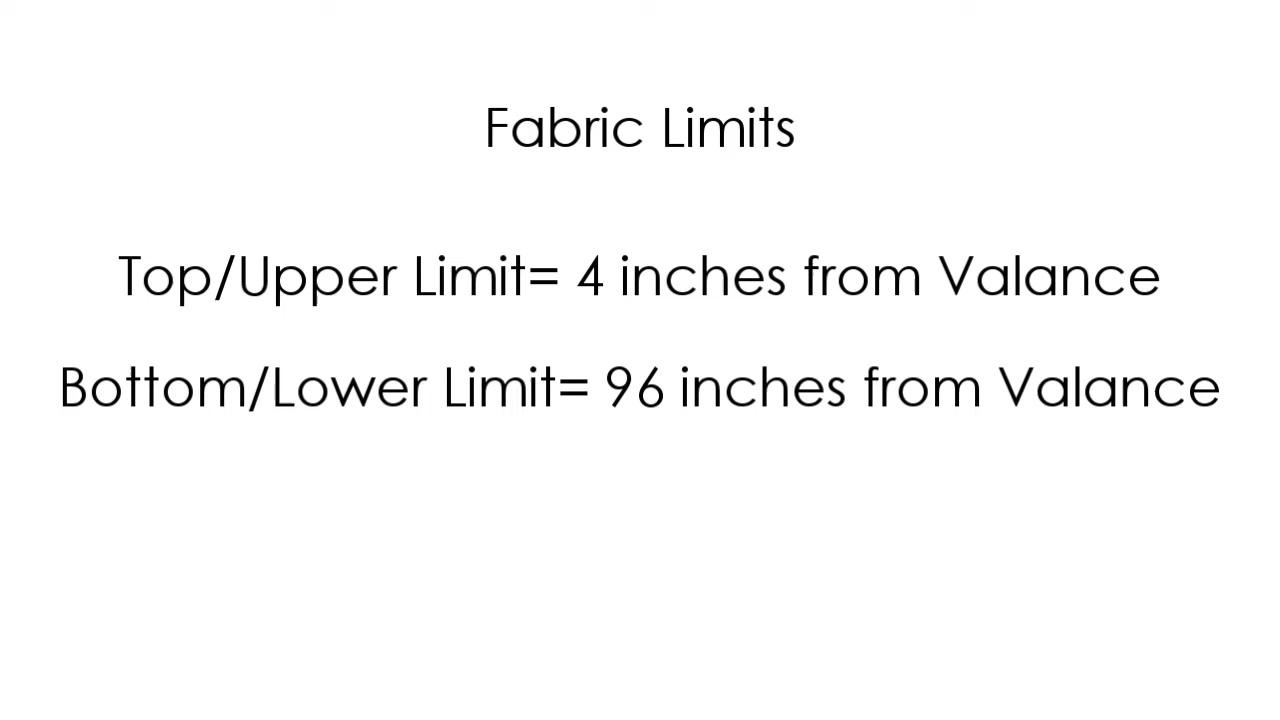 Fabric Limits
Top/Upper Limit= 4 inches from Valance
Bottom/Lower Limit= 96 inches from Valance